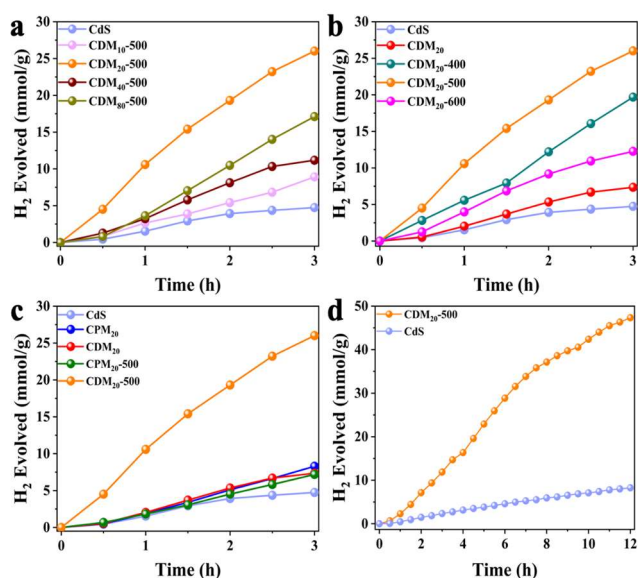 a
H₂ Evolved (mmol/g)
30
25
20
15
10
5
0
CdS
CDM₁₀-500
CDM₂₀-500
CDM₄₀-500
CDM₈₀-500
0 1 2 3
Time (h)
b
H₂ Evolved (mmol/g)
30
25
20
15
10
5
0
CdS
CDM₂₀
CDM₂₀-400
CDM₂₀-500
CDM₂₀-600
0 1 2 3
Time (h)
c
H₂ Evolved (mmol/g)
30
25
20
15
10
5
0
CdS
CPM₂₀
CDM₂₀
CPM₂₀-500
CDM₂₀-500
0 1 2 3
Time (h)
d
H₂ Evolved (mmol/g)
50
40
30
20
10
0
CDM₂₀-500
CdS
0 2 4 6 8 10 12
Time (h)